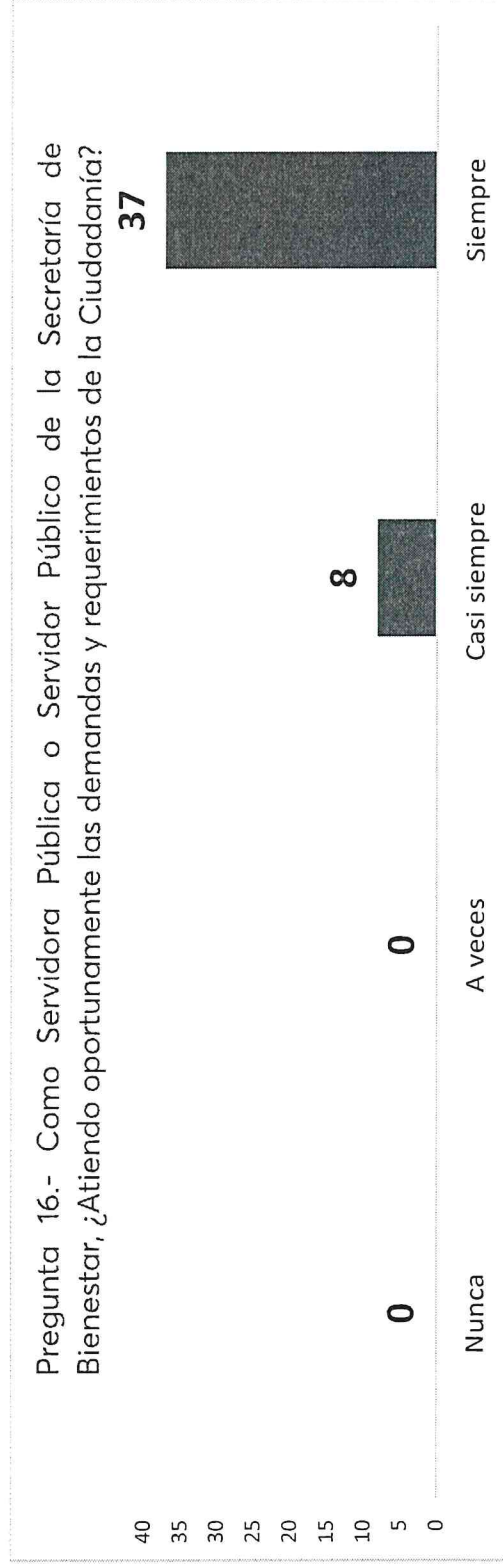 Pregunta 16.- Como Servidora Pública o Servidor Público de la Secretaría de
Bienestar, ¿Atiendo oportunamente las demandas y requerimientos de la Ciudadanía?
40
35
30
25
20
15
10
5
0
0
0
8
37
Nunca
A veces
Casi siempre
Siempre